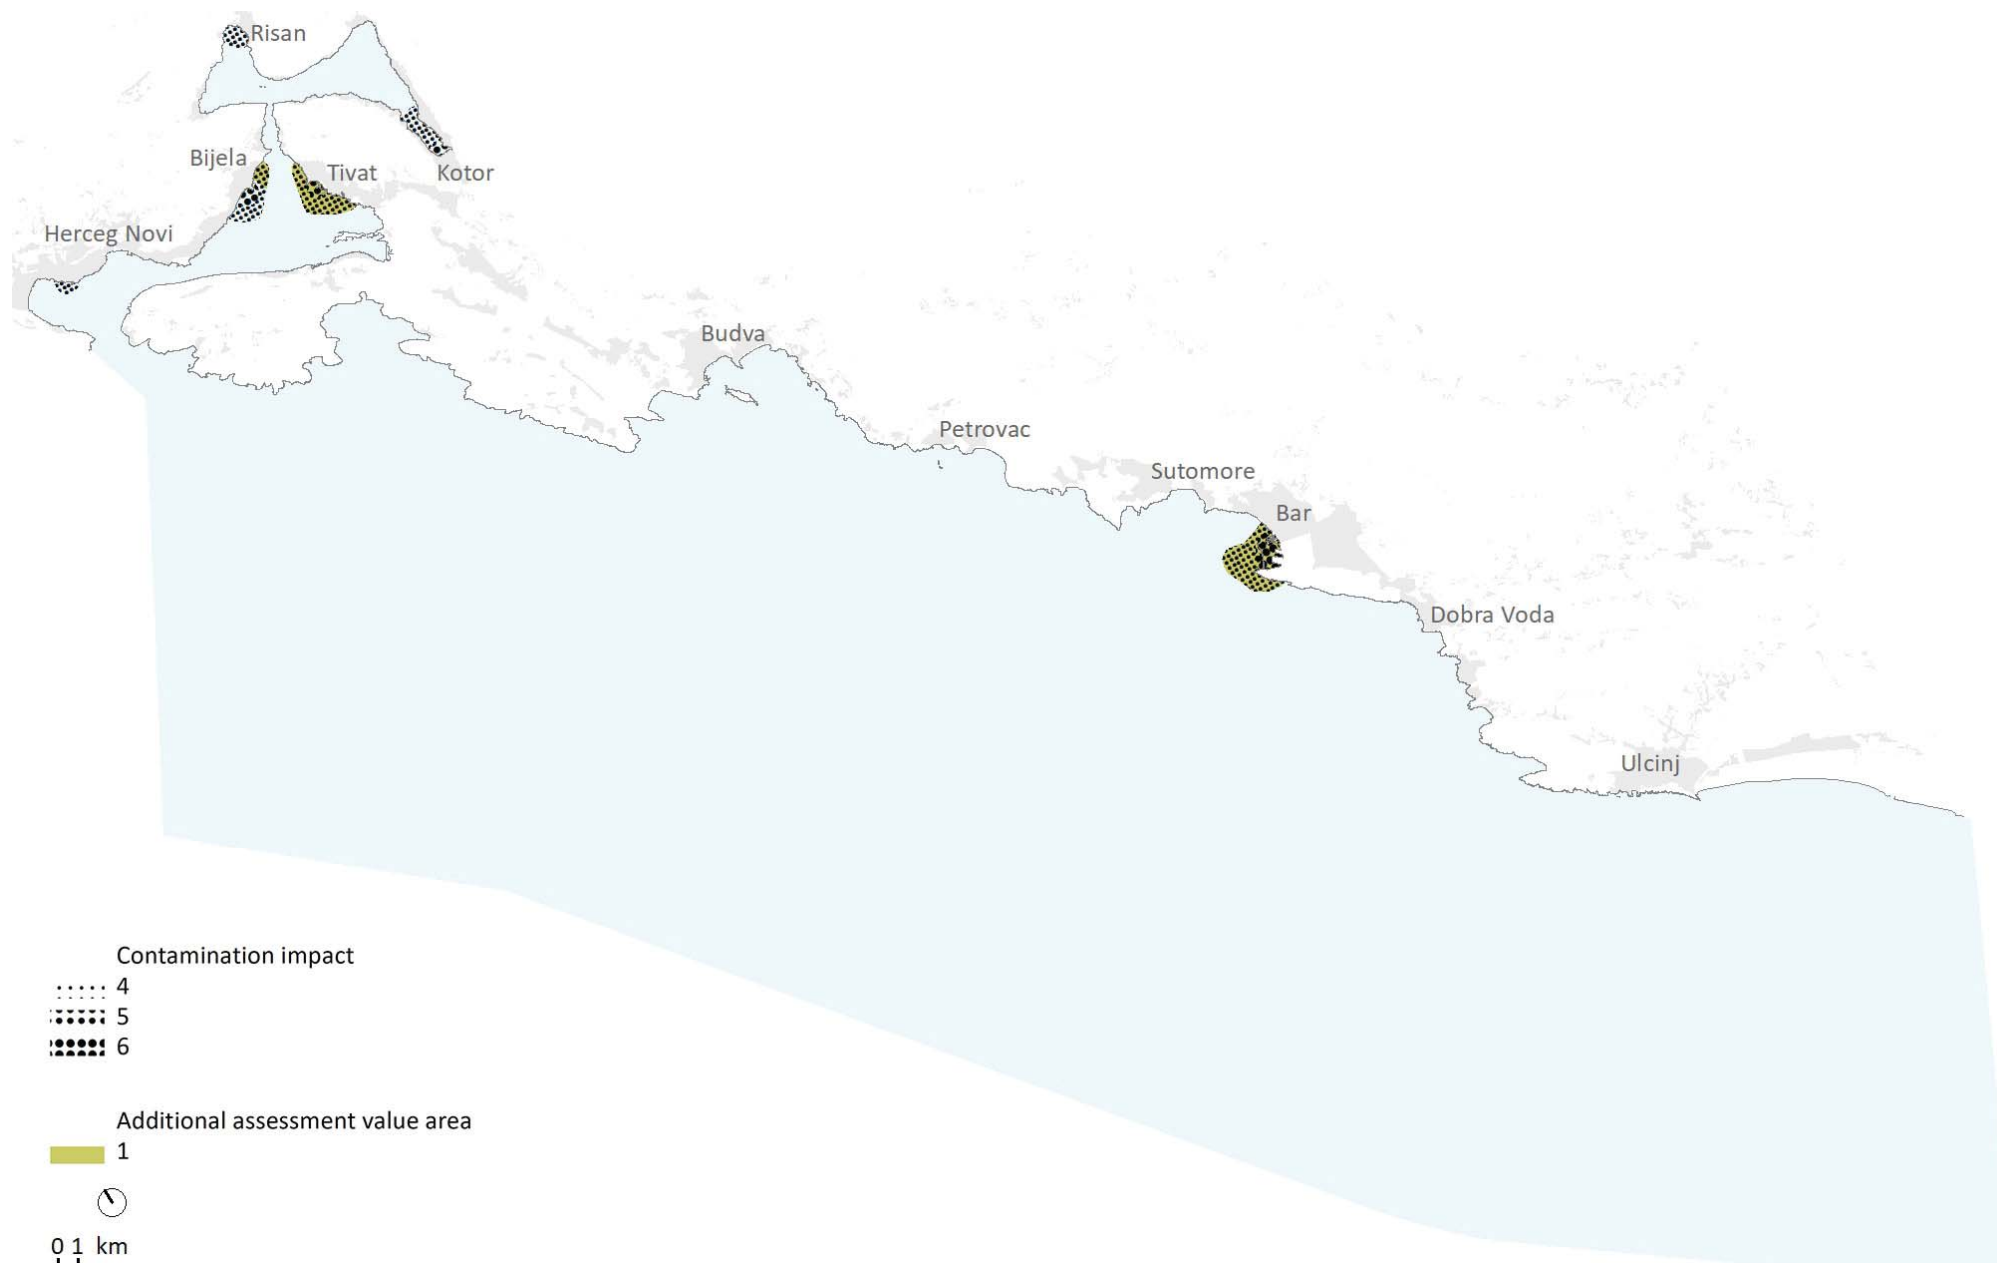 Risan
Bijela
Tivat
Kotor
Herceg Novi
Budva
Petrovac
Sutomore
Bar
Dobra Voda
Ulcinj
Contamination impact
4
5
6
Additional assessment value area
1
0 1 km